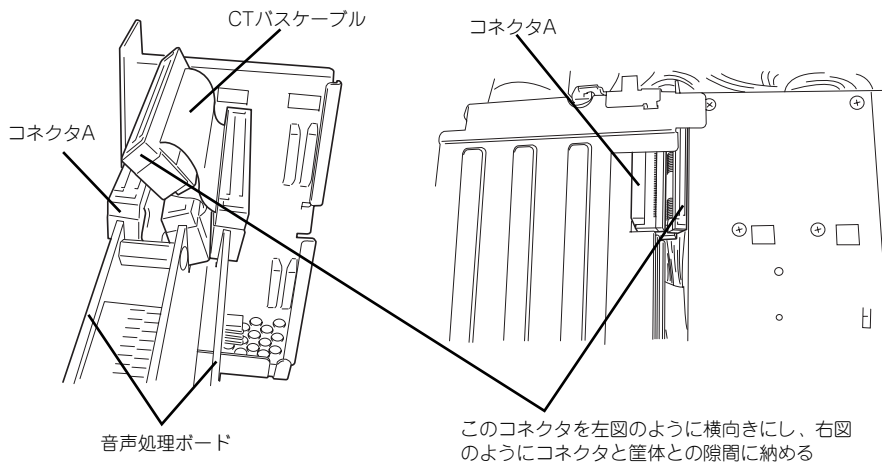 CTバスケーブル
コネクタA
コネクタA
音声処理ボード
このコネクタを左図のように横向きにし、右図
のようにコネクタと筐体との隙間に納める